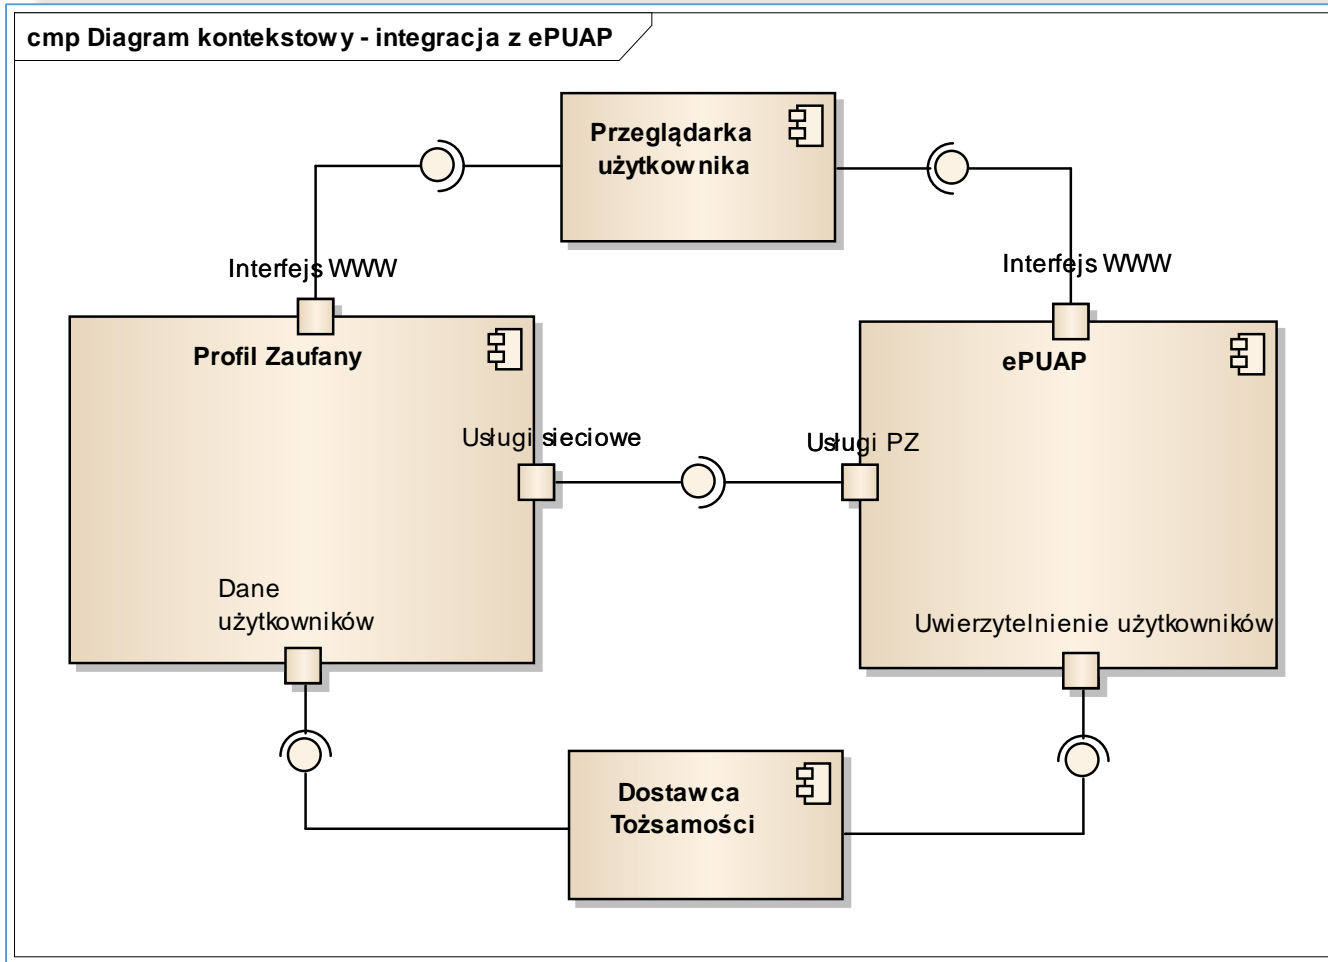 cmp Diagram kontekstowy - integracja z ePUAP
Przeglądarka
użytkownika
Interfejs WWW
Interfejs WWW
Profil Zaufany
ePUAP
Usługi sieciowe
Usługi PZ
Dane
użytkowników
Uwierzytelnienie użytkowników
Dostawca
Tożsamości